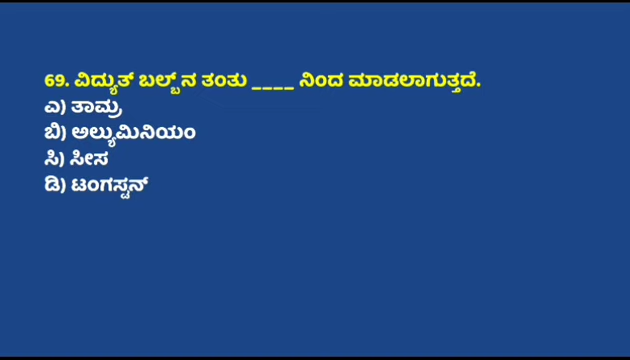 69. ವಿದ್ಯುತ್ ಬಲ್ಬ್‌ನ ತಂತು ____ ನಿಂದ ಮಾಡಲಾಗುತ್ತದೆ.
ಎ) ತಾಮ್ರ
ಬಿ) ಅಲ್ಯುಮಿನಿಯಂ
ಸಿ) ಸೀಸ
ಡಿ) ಟಂಗಸ್ಟನ್